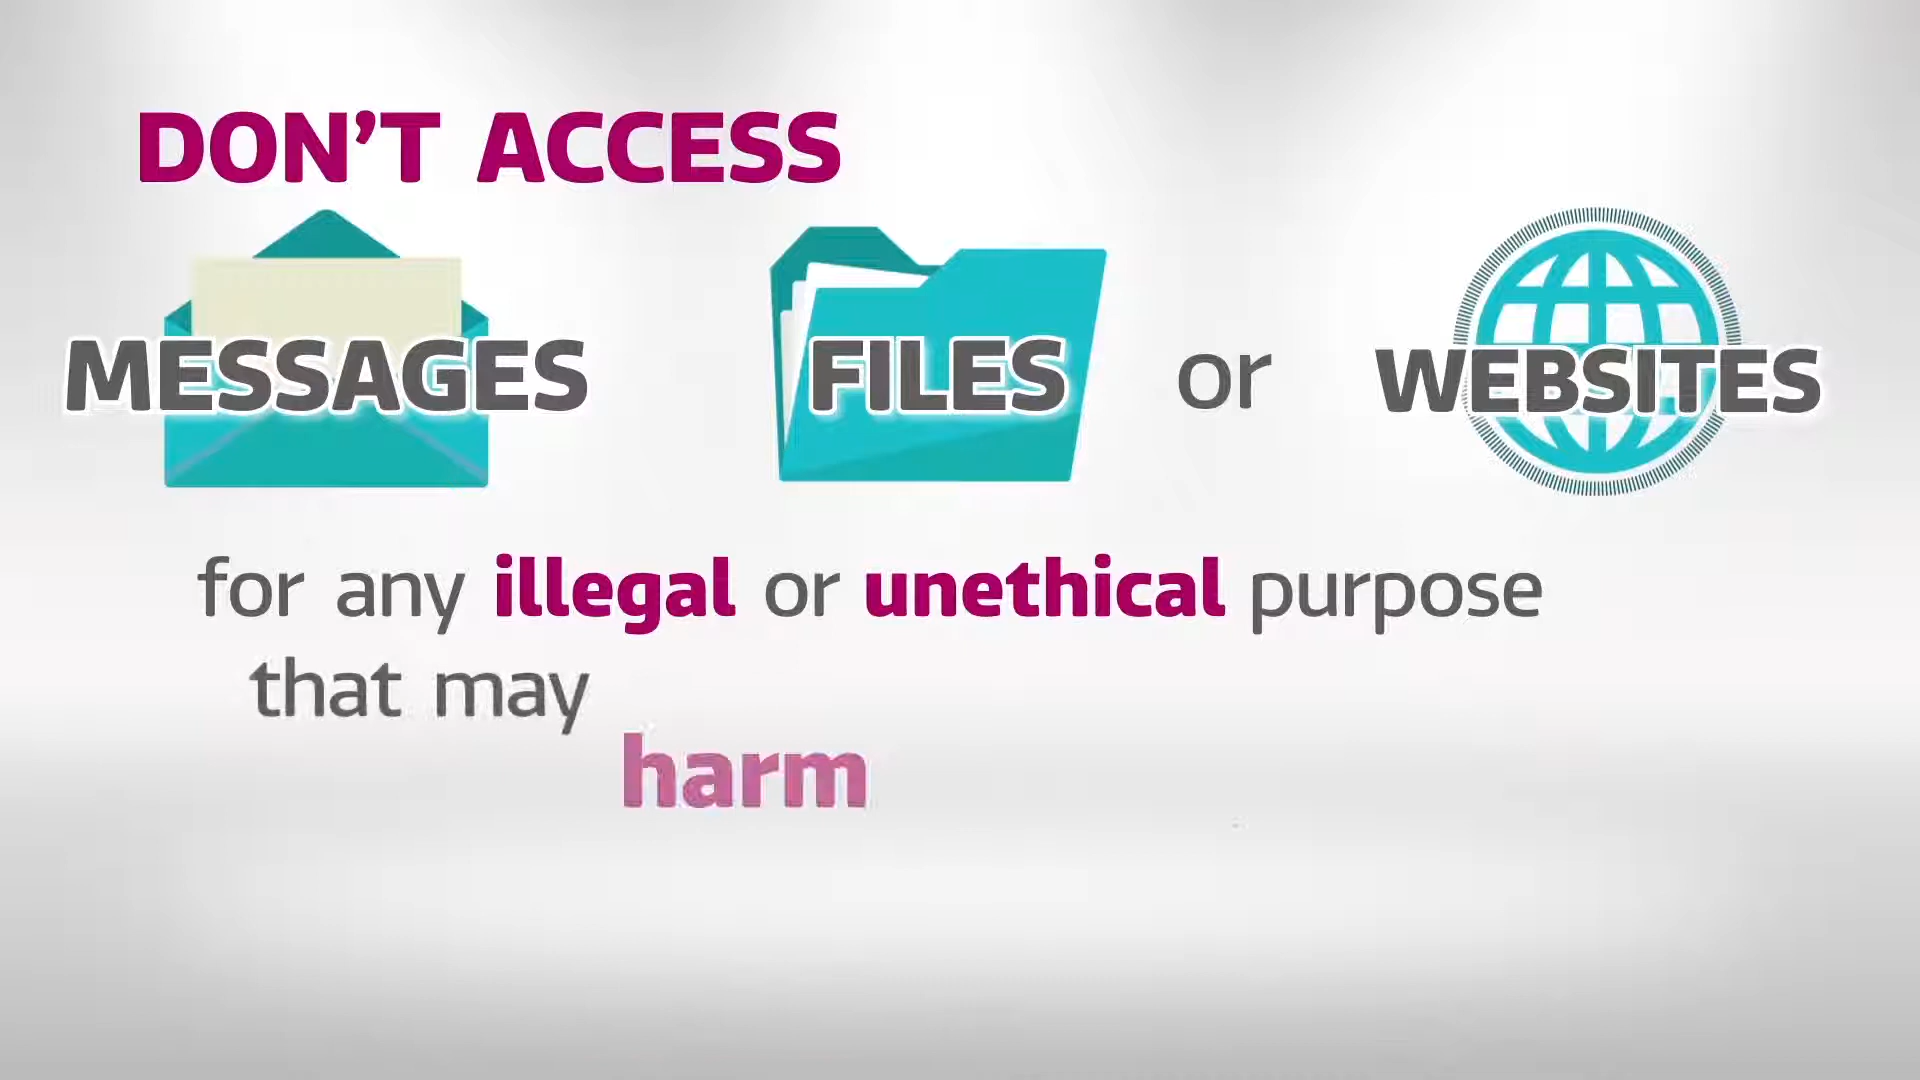 DON’T ACCESS
MESSAGES FILES or WEBSITES
for any illegal or unethical purpose
that may
harm